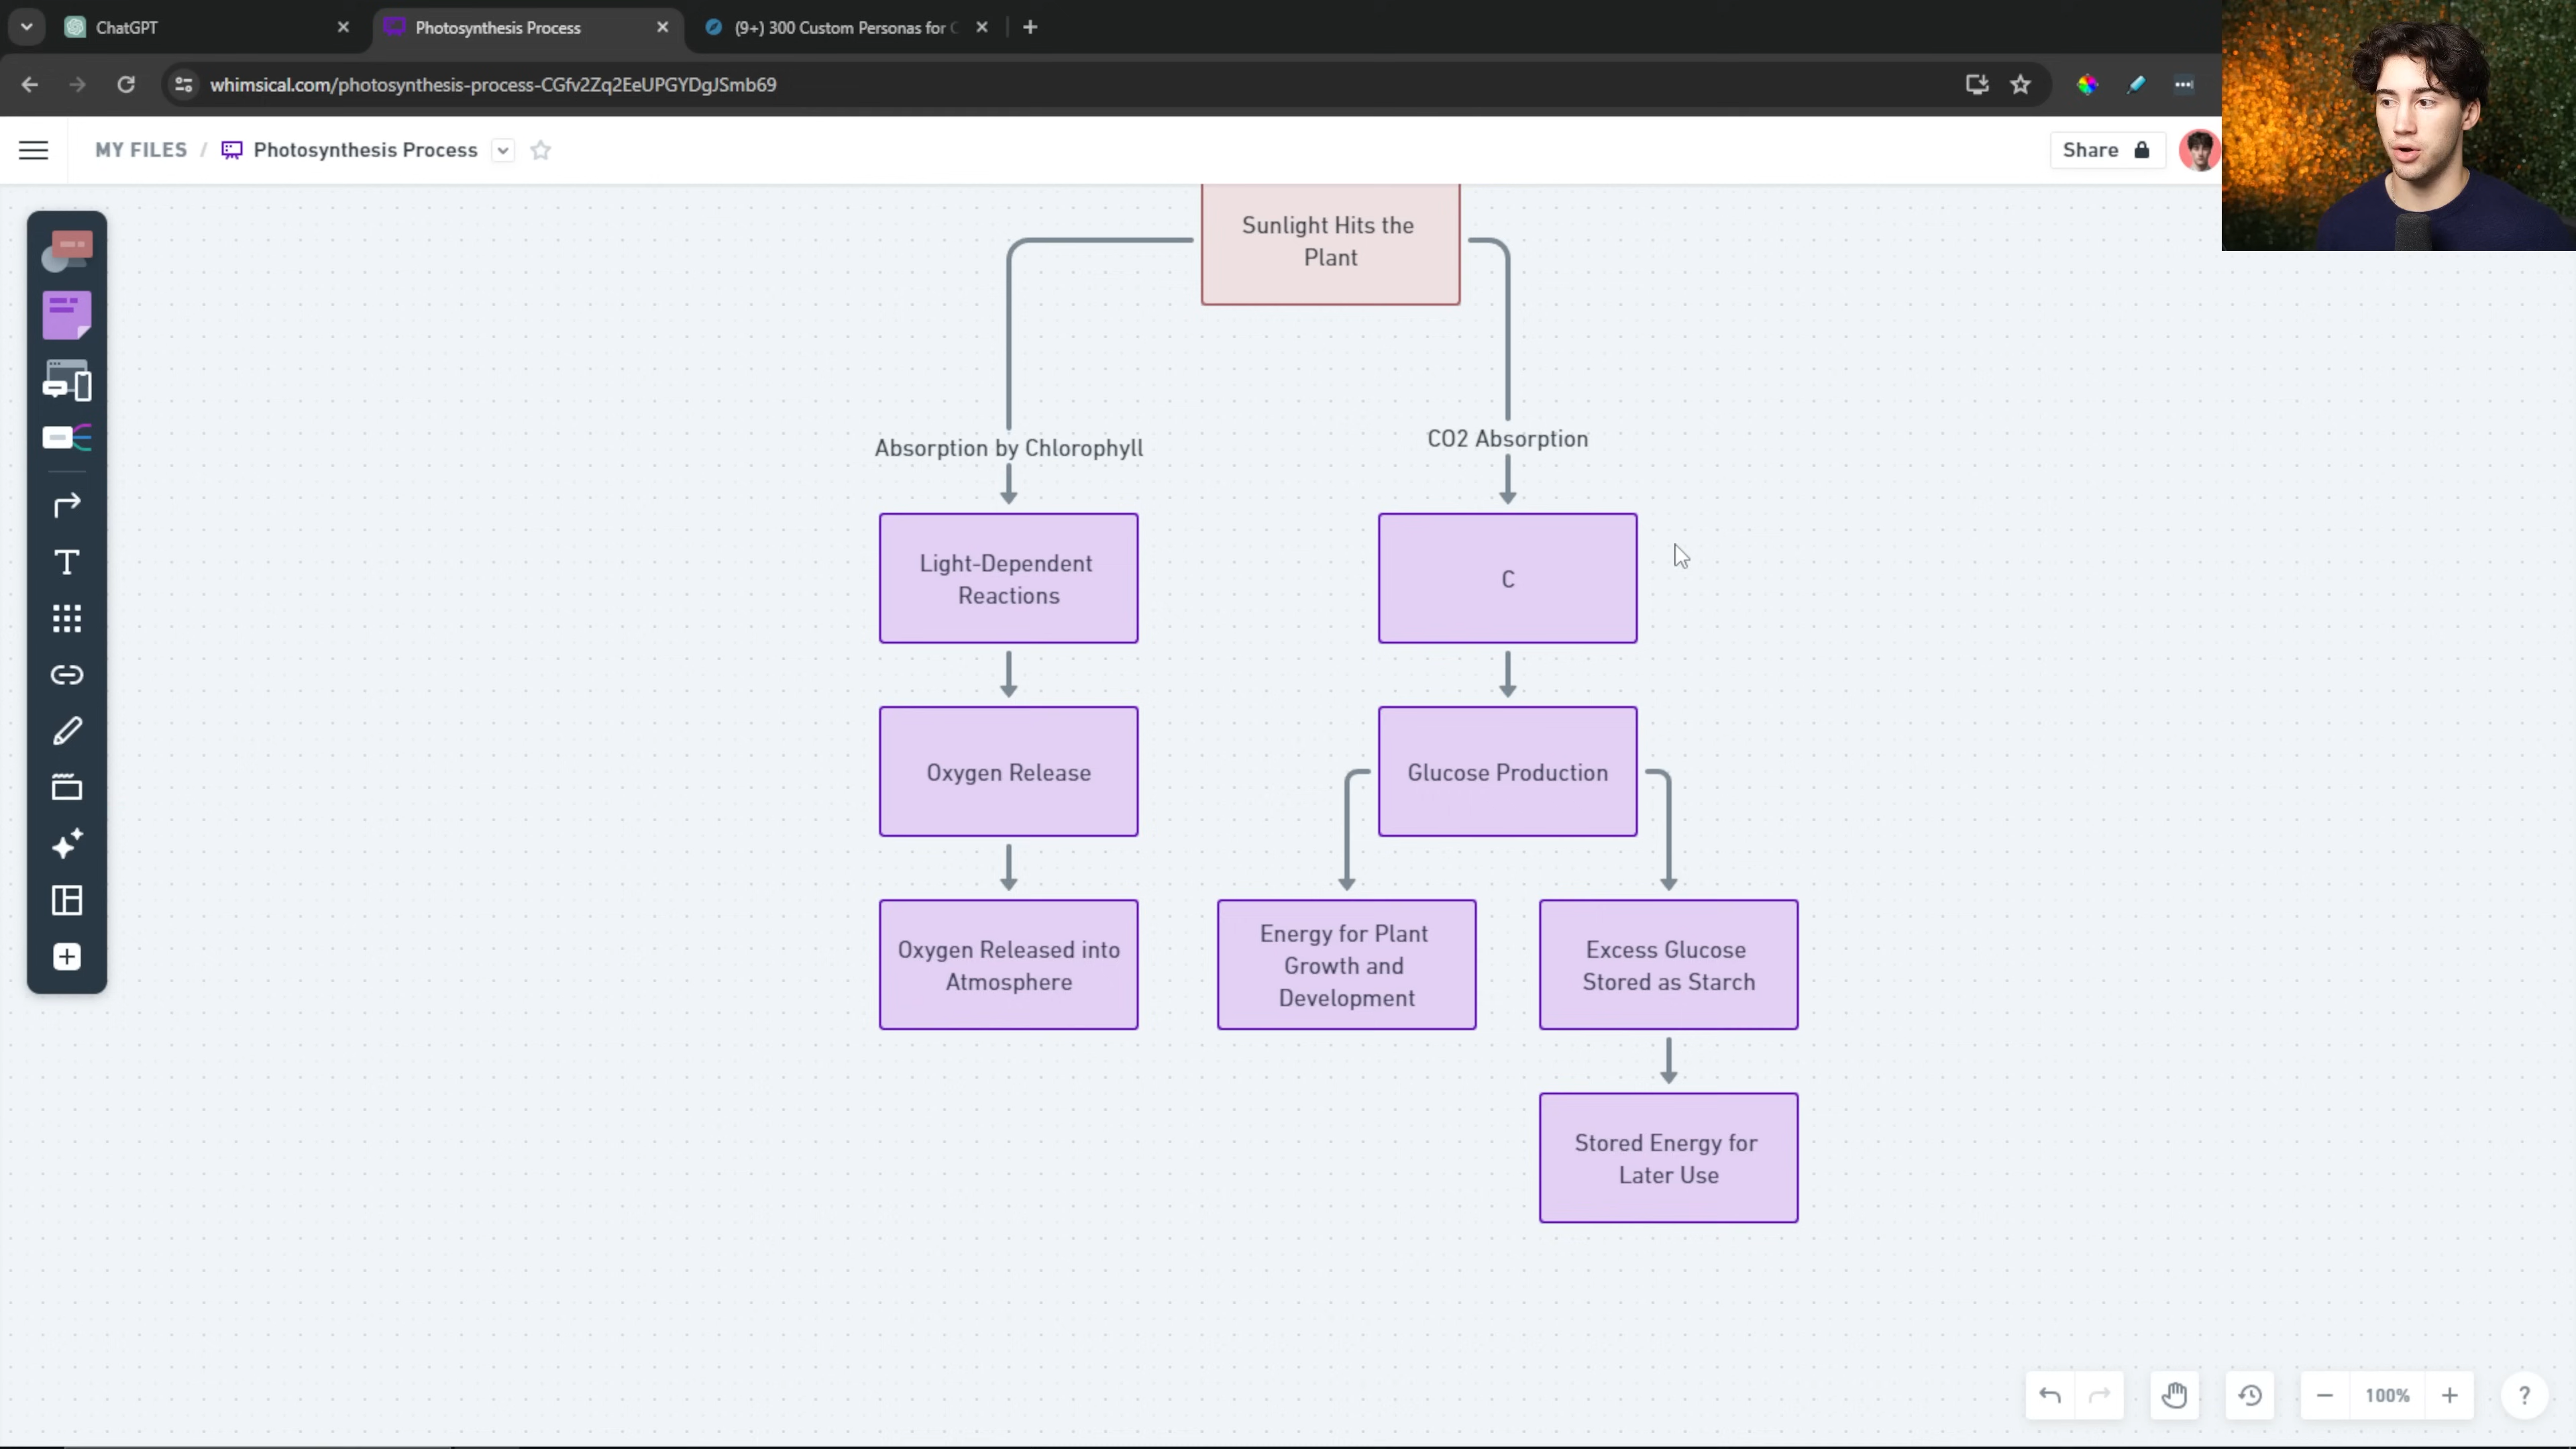 ChatGPT
Photosynthesis Process
(9+) 300 Custom Personas for
whimsical.com/photosynthesis-process-CGfv2Zq2EeUPGYDgJSmb69
MY FILES / Photosynthesis Process
Share
Sunlight Hits the
Plant
Absorption by Chlorophyll
CO2 Absorption
Light-Dependent
Reactions
C
Oxygen Release
Glucose Production
Oxygen Released into
Atmosphere
Energy for Plant
Growth and
Development
Excess Glucose
Stored as Starch
Stored Energy for
Later Use
100%
?